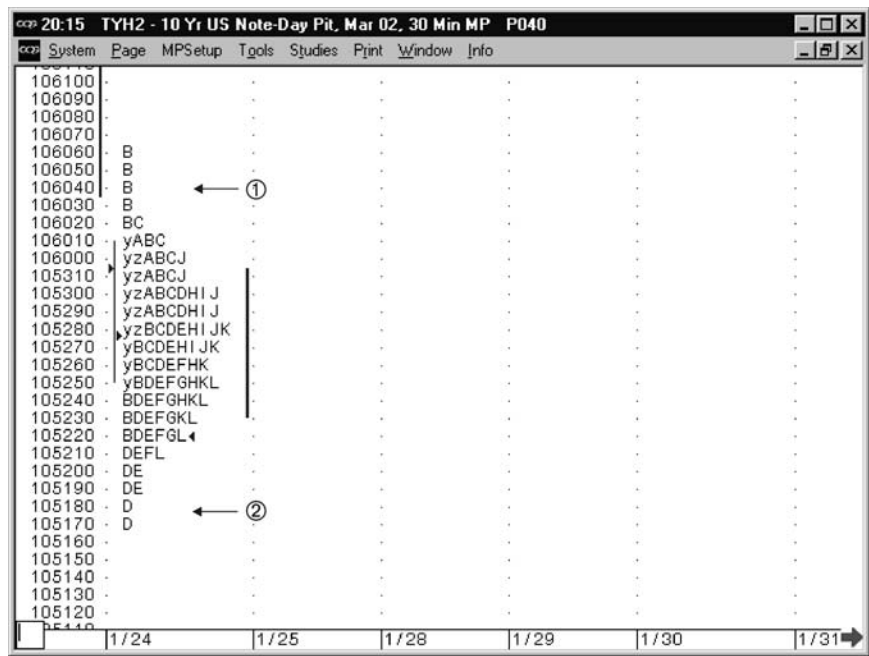 20:15 TYH2 - 10 Yr US Note-Day Pit, Mar 02, 30 Min MP P040
System Page MPSetup Tools Studies Print Window Info
106100
106090
106080
106070
106060 B
106050 B
106040 B ①
106030 B
106020 BC
106010 yABC
106000 yzABCJ
105310 yzABCJ
105300 yzABCDHIJ
105290 yzABCDHIJ
105280 yzBCDEHIJK
105270 yBCDEHIJK
105260 yBCDEFHK
105250 yBDEFGHKL
105240 BDEFGHKL
105230 BDEFGKL
105220 BDEFGL
105210 DEFL
105200 DE
105190 DE
105180 D ②
105170 D
105160
105150
105140
105130
105120
1/24 1/25 1/28 1/29 1/30 1/31